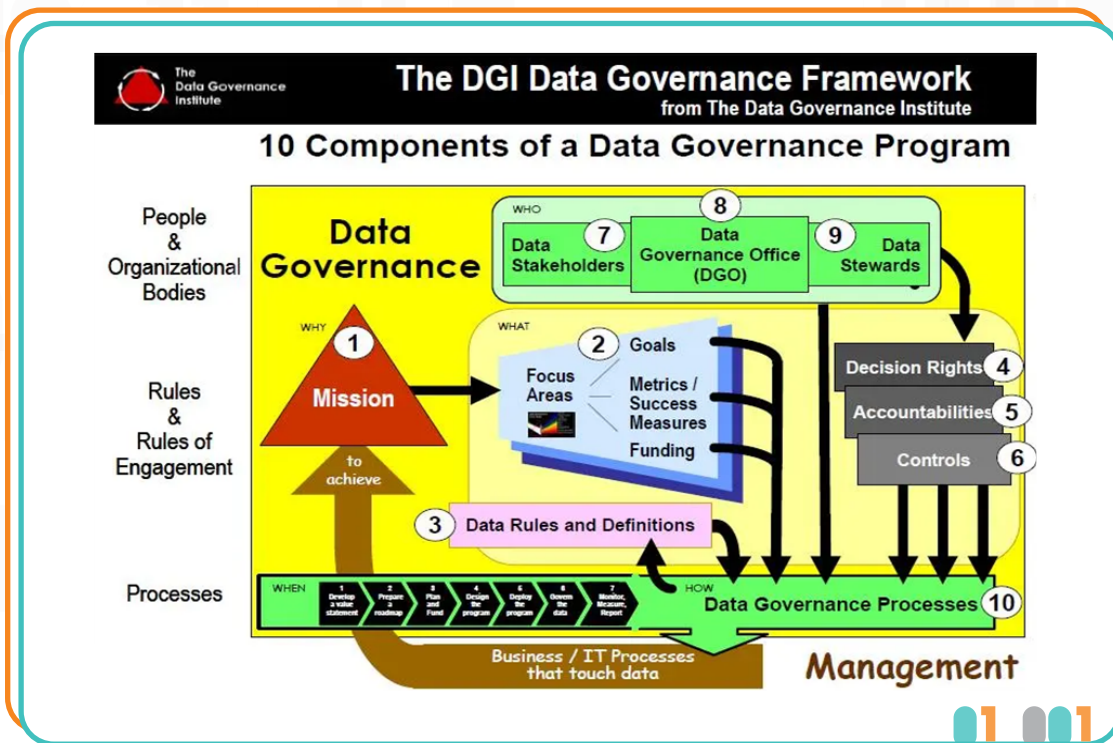 The
Data Governance
Institute
The DGI Data Governance Framework
from The Data Governance Institute
10 Components of a Data Governance Program
People
&
Organizational
Bodies
Rules
&
Rules of
Engagement
Processes
Data
Governance
WHO
7
Data
Stakeholders
8
Data
Governance Office
(DGO)
9
Data
Stewards
WHY
1
Mission
to
achieve
WHAT
2
Focus
Areas
Goals
Metrics /
Success
Measures
Funding
3
Data Rules and Definitions
Decision Rights
4
Accountabilities
5
Controls
6
WHEN
1
Develop
a value
statement
2
Prepare
a
roadmap
3
Plan
and
Fund
4
Design
the
program
5
Deploy
the
program
6
Govern
the
data
7
Monitor,
Measure,
Report
HOW
Data Governance Processes
10
Business / IT Processes
that touch data
Management